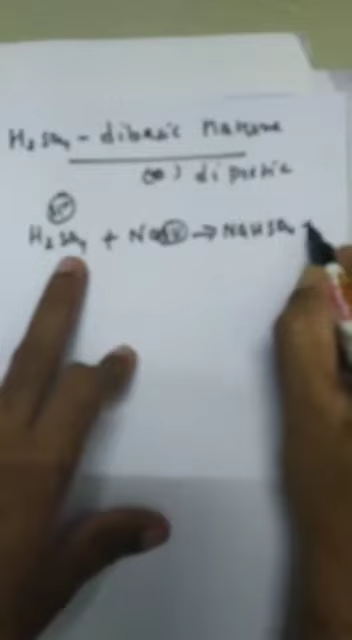 H₂SO₄ - dibasic Nature
(or) diprotic
H₂SO₄ + NaOH → NaHSO₄ +